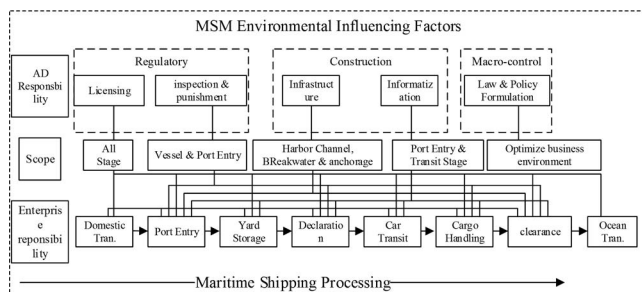 MSM Environmental Influencing Factors
AD
Responsbi
lity
Regulatory
Licensing
inspection &
punishment
Construction
Infrastruct
ure
Informatiz
ation
Macro-control
Law & Policy
Formulation
Scope
All
Stage
Vessel & Port Entry
Harbor Channel,
BReakwater & anchorage
Port Entry &
Transit Stage
Optimize business
environment
Enterpris
e
reponsibi
lity
Domestic
Tran.
Port Entry
Yard
Storage
Declaratio
n
Car
Transit
Cargo
Handling
clearance
Ocean
Tran.
Maritime Shipping Processing